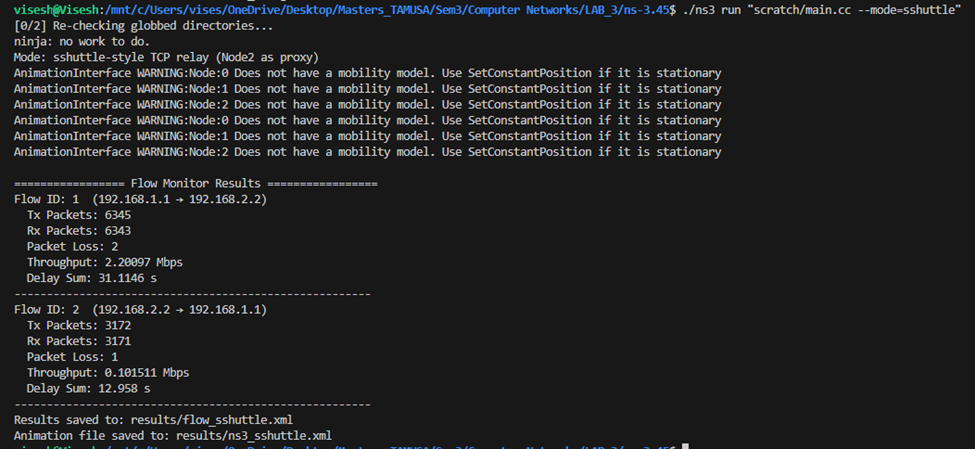 visesh@Visesh:/mnt/c/Users/vises/OneDrive/Desktop/Masters_TAMUSA/Sem3/Computer Networks/LAB_3/ns-3.45$ ./ns3 run "scratch/main.cc --mode=sshuttle"
[0/2] Re-checking globbed directories...
ninja: no work to do.
Mode: sshuttle-style TCP relay (Node2 as proxy)
AnimationInterface WARNING:Node:0 Does not have a mobility model. Use SetConstantPosition if it is stationary
AnimationInterface WARNING:Node:1 Does not have a mobility model. Use SetConstantPosition if it is stationary
AnimationInterface WARNING:Node:2 Does not have a mobility model. Use SetConstantPosition if it is stationary
AnimationInterface WARNING:Node:0 Does not have a mobility model. Use SetConstantPosition if it is stationary
AnimationInterface WARNING:Node:1 Does not have a mobility model. Use SetConstantPosition if it is stationary
AnimationInterface WARNING:Node:2 Does not have a mobility model. Use SetConstantPosition if it is stationary
================= Flow Monitor Results =================
Flow ID: 1 (192.168.1.1 → 192.168.2.2)
Tx Packets: 6345
Rx Packets: 6343
Packet Loss: 2
Throughput: 2.20097 Mbps
Delay Sum: 31.1146 s
-------------------------------------------------------
Flow ID: 2 (192.168.2.2 → 192.168.1.1)
Tx Packets: 3172
Rx Packets: 3171
Packet Loss: 1
Throughput: 0.101511 Mbps
Delay Sum: 12.958 s
-------------------------------------------------------
Results saved to: results/flow_sshuttle.xml
Animation file saved to: results/ns3_sshuttle.xml